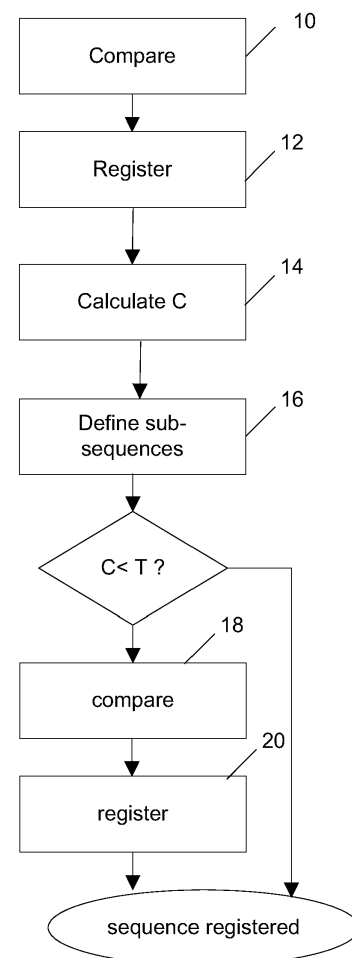 10
Compare
12
Register
14
Calculate C
16
Define sub-
sequences
C< T ?
18
compare
20
register
sequence registered